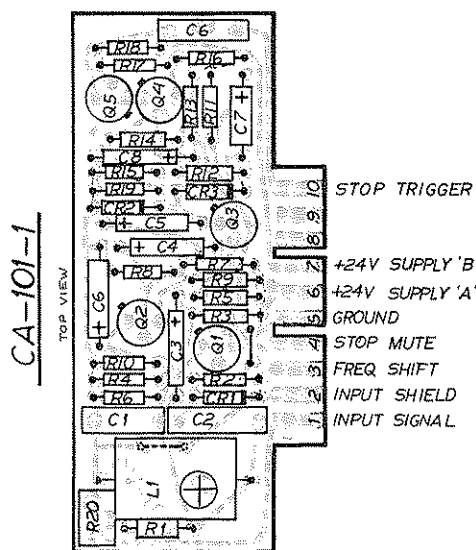 CA-101-1
TOP VIEW
C6
R18
R17
R16
Q5
Q4
R13
R11
+ C7
R14
C8 +
R15
R12
R19
CR3
CR2
Q3
+ C5
+ C4
R7
R8
R9
R5
R3
+ C6
Q2
C3 +
Q1
R10
R4
R2
R6
CR1
C1
C2
L1
R20
R1
10 STOP TRIGGER
9
8
7 +24V SUPPLY 'B'
6 +24V SUPPLY 'A'
5 GROUND
4 STOP MUTE
3 FREQ SHIFT
2 INPUT SHIELD
1 INPUT SIGNAL